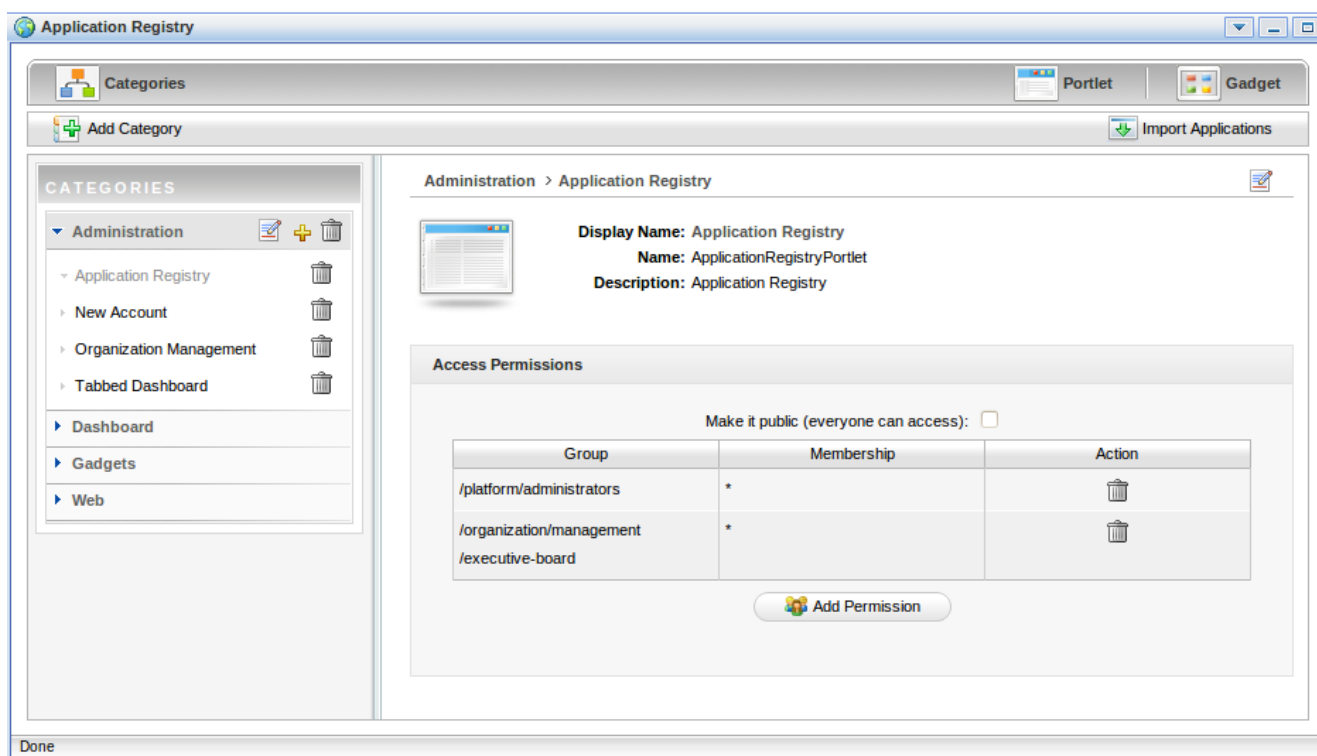 Application Registry
Categories
Portlet
Gadget
Add Category
Import Applications
CATEGORIES
Administration
Application Registry
New Account
Organization Management
Tabbed Dashboard
Dashboard
Gadgets
Web
Administration > Application Registry
Display Name: Application Registry
Name: ApplicationRegistryPortlet
Description: Application Registry
Access Permissions
Make it public (everyone can access):
Group Membership Action
/platform/administrators *
/organization/management *
/executive-board
Add Permission
Done